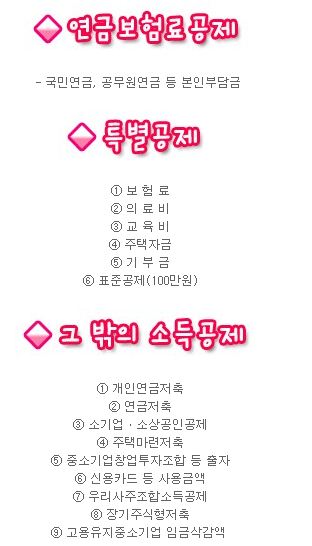 연금보험료공제
- 국민연금, 공무원연금 등 본인부담금
특별공제
① 보 험 료
② 의 료 비
③ 교 육 비
④ 주택자금
⑤ 기 부 금
⑥ 표준공제(100만원)
그 밖의 소득공제
① 개인연금저축
② 연금저축
③ 소기업 · 소상공인공제
④ 주택마련저축
⑤ 중소기업창업투자조합 등 출자
⑥ 신용카드 등 사용금액
⑦ 우리사주조합소득공제
⑧ 장기주식형저축
⑨ 고용유지중소기업 임금삭감액